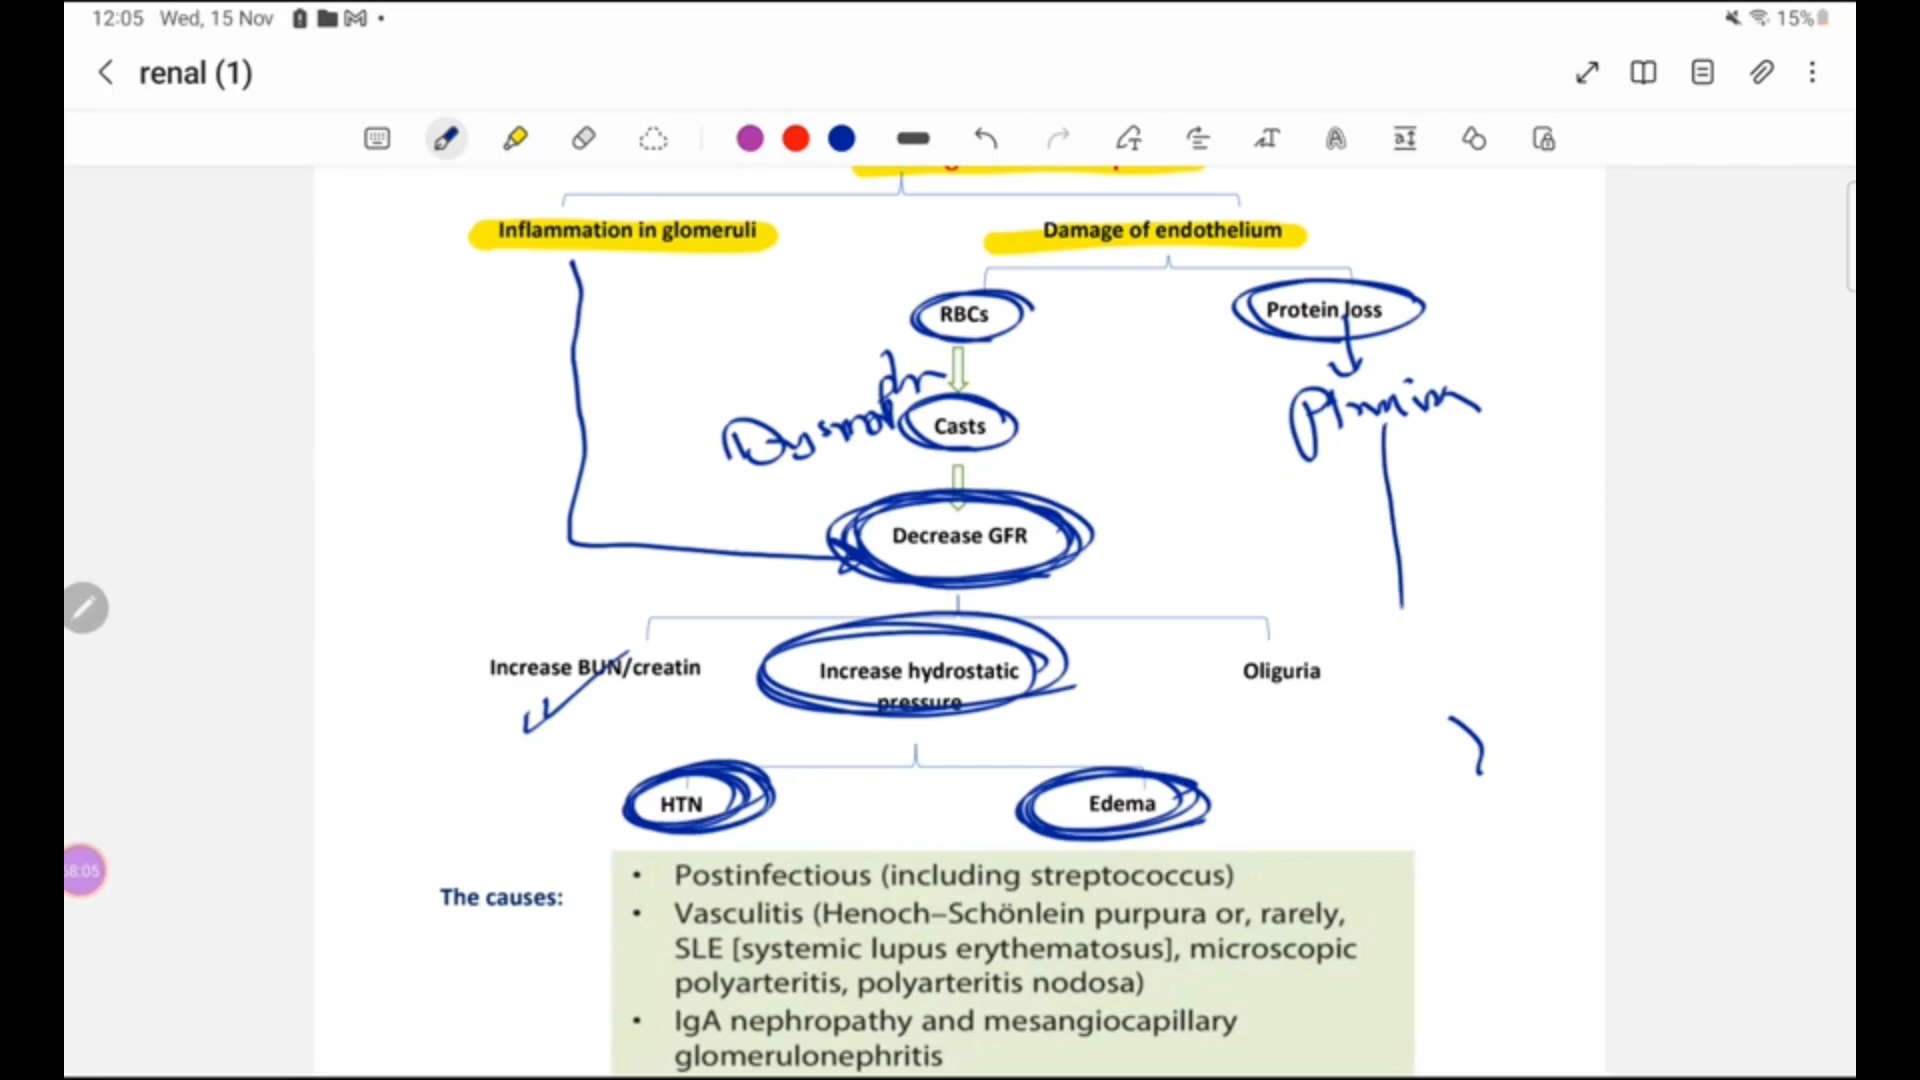 12:05 Wed, 15 Nov
15%
renal (1)
Inflammation in glomeruli
Damage of endothelium
RBCs
Protein loss
Casts
Decrease GFR
Increase BUN/creatin
Increase hydrostatic
pressure
Oliguria
HTN
Edema
The causes:
• Postinfectious (including streptococcus)
• Vasculitis (Henoch–Schönlein purpura or, rarely,
SLE [systemic lupus erythematosus], microscopic
polyarteritis, polyarteritis nodosa)
• IgA nephropathy and mesangiocapillary
glomerulonephritis